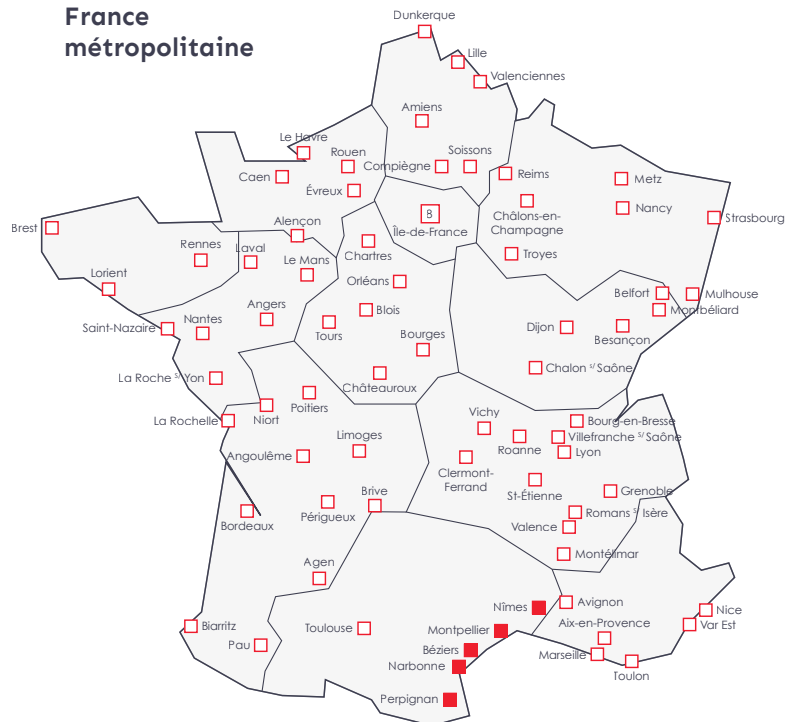 France
métropolitaine
Dunkerque
Lille
Valenciennes
Amiens
Le Havre
Rouen
Compiègne
Soissons
Reims
Caen
Évreux
Metz
Nancy
Châlons-en-
Champagne
8
Île-de-France
Strasbourg
Brest
Alençon
Chartres
Troyes
Rennes
Laval
Le Mans
Orléans
Lorient
Belfort
Mulhouse
Montbéliard
Saint-Nazaire
Nantes
Angers
Blois
Tours
Dijon
Besançon
Bourges
La Roche s/ Yon
Châteauroux
Chalon s/ Saône
La Rochelle
Niort
Poitiers
Vichy
Bourg-en-Bresse
Roanne
Villefranche s/ Saône
Lyon
Limoges
Angoulême
Clermont-
Ferrand
St-Étienne
Grenoble
Brive
Périgueux
Bordeaux
Romans s/ Isère
Valence
Montélimar
Agen
Nîmes
Avignon
Nice
Var Est
Biarritz
Toulouse
Montpellier
Aix-en-Provence
Pau
Béziers
Narbonne
Marseille
Toulon
Perpignan